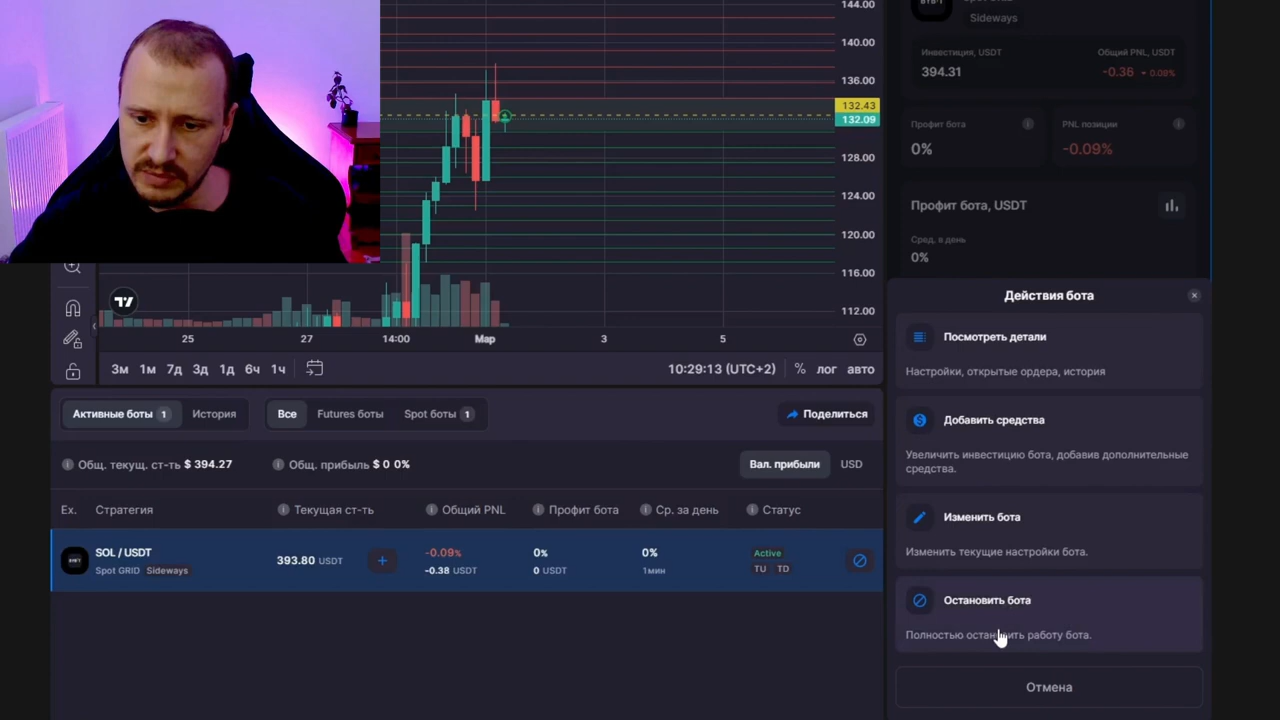 144.00
140.00
136.00
132.43
132.09
128.00
124.00
120.00
116.00
112.00
25
27
14:00
Мар
3
5
3м 1м 7д 3д 1д 6ч 1ч
10:29:13 (UTC+2)
% лог авто
Активные боты 1
История
Все
Futures боты
Spot боты 1
Поделиться
Общ. текущ. ст-ть $ 394.27
Общ. прибыль $ 0 0%
Вал. прибыли
USD
Ex. Стратегия Текущая ст-ть Общий PNL Профит бота Ср. за день Статус
SOL / USDT
Spot GRID Sideways
393.80 USDT
-0.09%
-0.38 USDT
0%
0 USDT
0%
1мин
Active
TU TD
Sideways
Инвестиция, USDT
394.31
Общий PNL, USDT
-0.36 0.09%
Профит бота
0%
PNL позиции
-0.09%
Профит бота, USDT
Сред. в день
0%
Действия бота
Посмотреть детали
Настройки, открытые ордера, история
Добавить средства
Увеличить инвестицию бота, добавив дополнительные
средства.
Изменить бота
Изменить текущие настройки бота.
Остановить бота
Полностью остановить работу бота.
Отмена